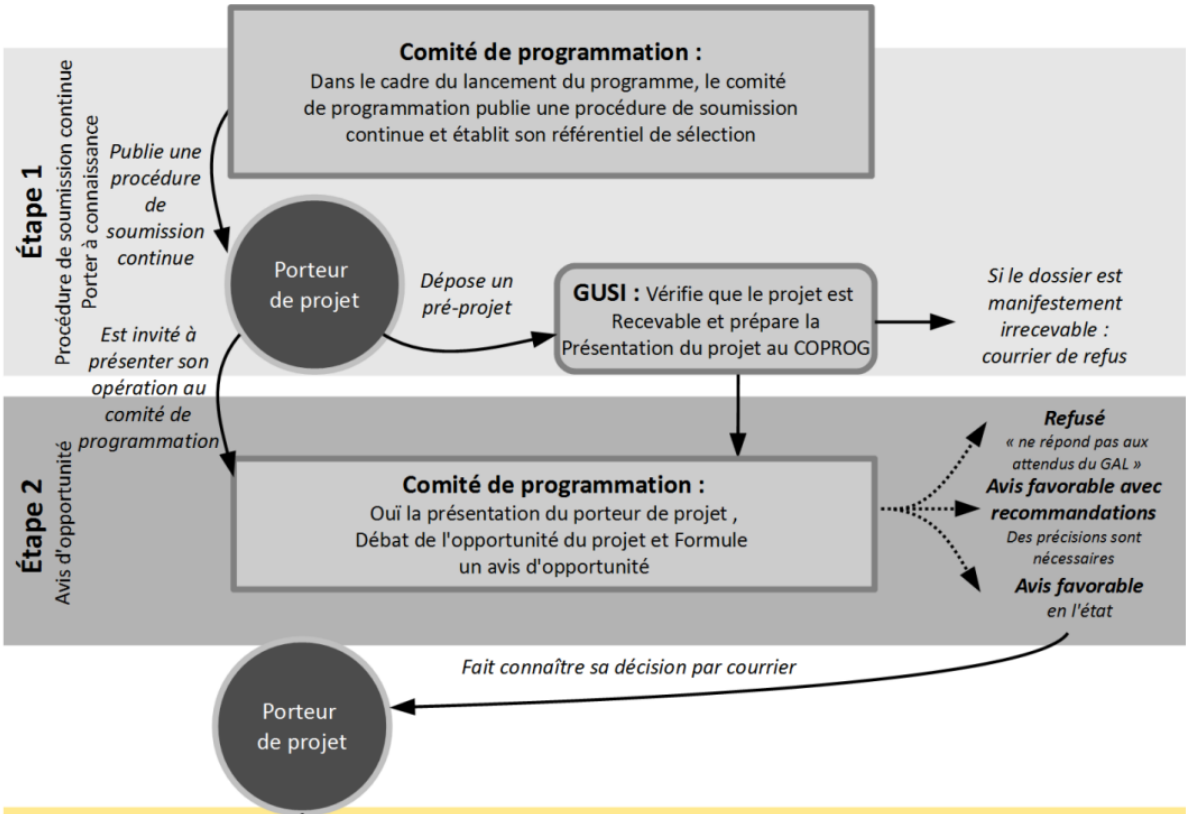 Comité de programmation :
Dans le cadre du lancement du programme, le comité
de programmation publie une procédure de soumission
continue et établit son référentiel de sélection
Étape 1
Procédure de soumission continue
Porter à connaissance
Publie une
procédure
de
soumission
continue
Porteur
de projet
Dépose un
pré-projet
GUSI : Vérifie que le projet est
Recevable et prépare la
Présentation du projet au COPROG
Si le dossier est
manifestement
irrecevable :
courrier de refus
Est invité à
présenter son
opération au
comité de
programmation
Étape 2
Avis d'opportunité
Comité de programmation :
Ouï la présentation du porteur de projet ,
Débat de l'opportunité du projet et Formule
un avis d'opportunité
Refusé
« ne répond pas aux
attendus du GAL »
Avis favorable avec
recommandations
Des précisions sont
nécessaires
Avis favorable
en l'état
Fait connaître sa décision par courrier
Porteur
de projet